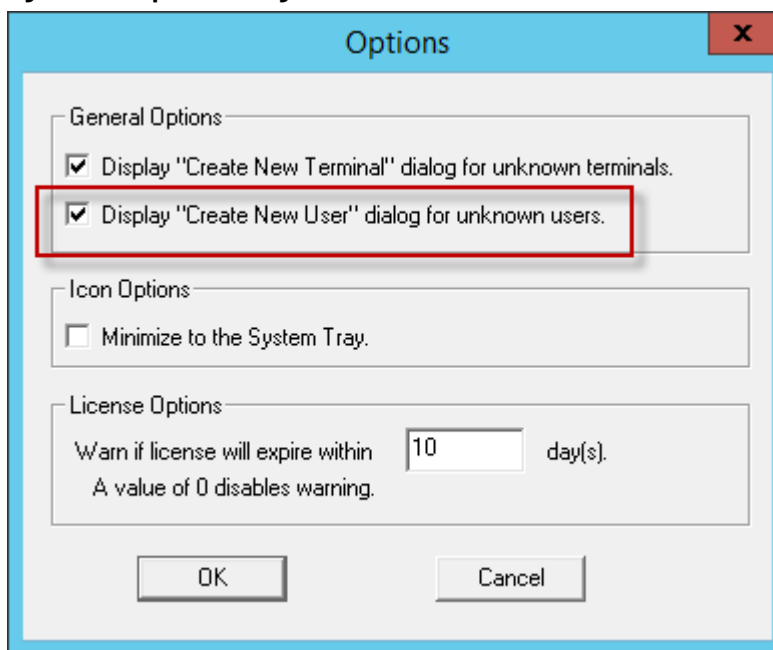 Options
x
General Options
Display "Create New Terminal" dialog for unknown terminals.
Display "Create New User" dialog for unknown users.
Icon Options
Minimize to the System Tray.
License Options
Warn if license will expire within 10 day(s).
A value of 0 disables warning.
OK Cancel